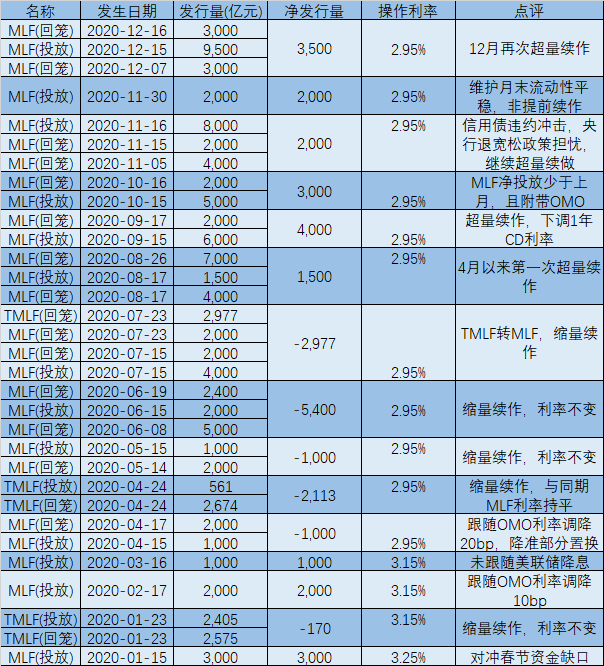 名称 发生日期 发行量(亿元) 净发行量 操作利率 点评
MLF(回笼) 2020-12-16 3,000
MLF(投放) 2020-12-15 9,500 3,500 2.95% 12月再次超量续作
MLF(回笼) 2020-12-07 3,000
MLF(投放) 2020-11-30 2,000 2,000 2.95% 维护月末流动性平
稳，非提前续作
MLF(投放) 2020-11-16 8,000 2.95% 信用债违约冲击，央
MLF(回笼) 2020-11-15 2,000 2,000 行退宽松政策担忧，
MLF(回笼) 2020-11-05 4,000 继续超量续做
MLF(回笼) 2020-10-16 2,000 3,000 MLF净投放少于上
MLF(投放) 2020-10-15 5,000 2.95% 月，且附带OMO
MLF(回笼) 2020-09-17 2,000 4,000 超量续作，下调1年
MLF(投放) 2020-09-15 6,000 2.95% CD利率
MLF(回笼) 2020-08-26 7,000 2.95% 4月以来第一次超量续
MLF(投放) 2020-08-17 1,500 1,500 作
MLF(回笼) 2020-08-17 4,000
TMLF(回笼) 2020-07-23 2,977
MLF(回笼) 2020-07-23 2,000 -2,977 TMLF转MLF，缩量续
MLF(回笼) 2020-07-15 2,000 作
MLF(投放) 2020-07-15 4,000 2.95%
MLF(回笼) 2020-06-19 2,400
MLF(投放) 2020-06-15 2,000 -5,400 2.95% 缩量续作，利率不变
MLF(回笼) 2020-06-08 5,000
MLF(投放) 2020-05-15 1,000 -1,000 2.95% 缩量续作，利率不变
MLF(回笼) 2020-05-14 2,000
TMLF(投放) 2020-04-24 561 -2,113 2.95% 缩量续作，与同期
TMLF(回笼) 2020-04-24 2,674 MLF利率持平
MLF(回笼) 2020-04-17 2,000 -1,000 跟随OMO利率调降
MLF(投放) 2020-04-15 1,000 2.95% 20bp，降准部分置换
MLF(投放) 2020-03-16 1,000 1,000 3.15% 未跟随美联储降息
MLF(投放) 2020-02-17 2,000 2,000 3.15% 跟随OMO利率调降
10bp
TMLF(投放) 2020-01-23 2,405 -170 3.15% 缩量续作，利率不变
TMLF(回笼) 2020-01-23 2,575
MLF(投放) 2020-01-15 3,000 3,000 3.25% 对冲春节资金缺口